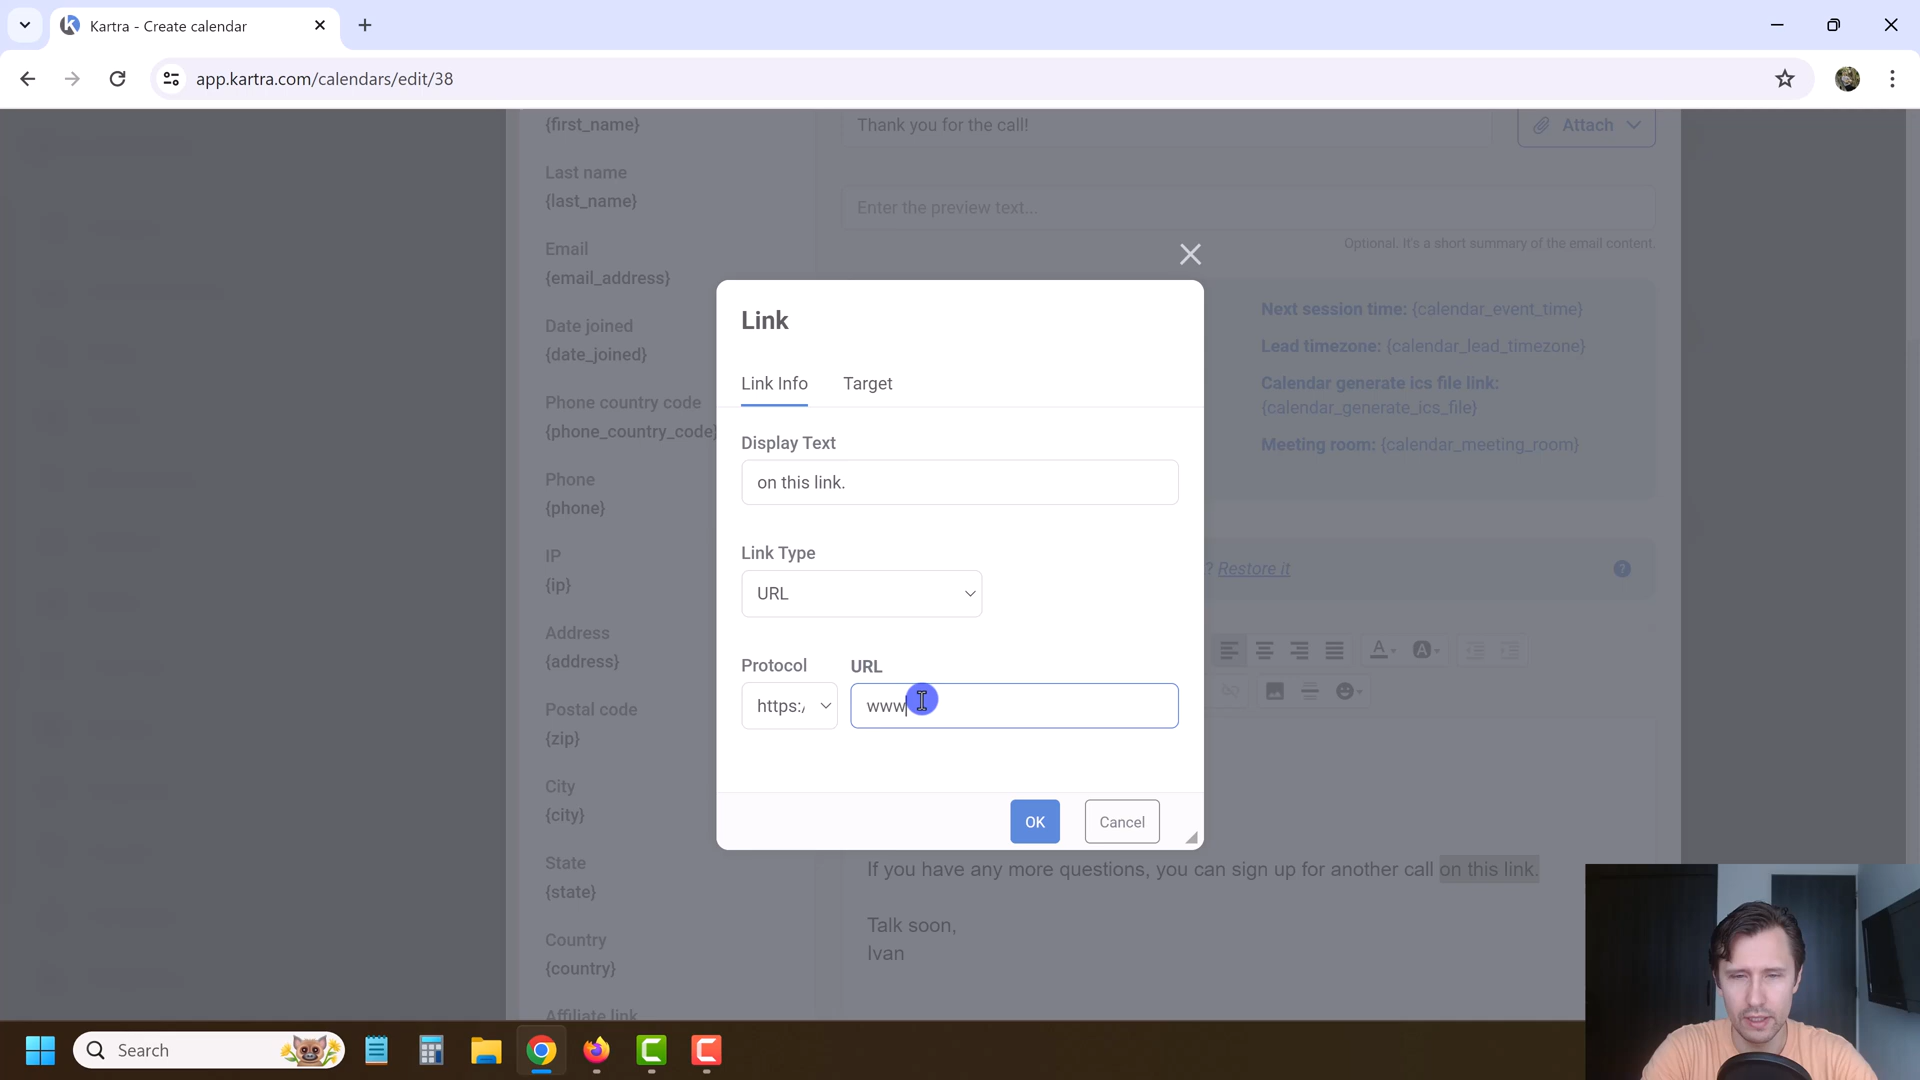 Kartra - Create calendar
app.kartra.com/calendars/edit/38
{first_name}
Thank you for the call!
Attach
Last name
{last_name}
Enter the preview text...
Optional. It's a short summary of the email content.
Email
{email_address}
Next session time: {calendar_event_time}
Link
Date joined
{date_joined}
Lead timezone: {calendar_lead_timezone}
Link Info
Target
Calendar generate ics file link:
{calendar_generate_ics_file}
Phone country code
{phone_country_code}
Display Text
Meeting room: {calendar_meeting_room}
on this link.
Phone
{phone}
Link Type
URL
IP
{ip}
? Restore it
?
Address
{address}
Protocol
URL
https:/
www
Postal code
{zip}
City
{city}
OK
Cancel
State
{state}
If you have any more questions, you can sign up for another call on this link.
Talk soon,
Ivan
Country
{country}
Affiliate link
Search